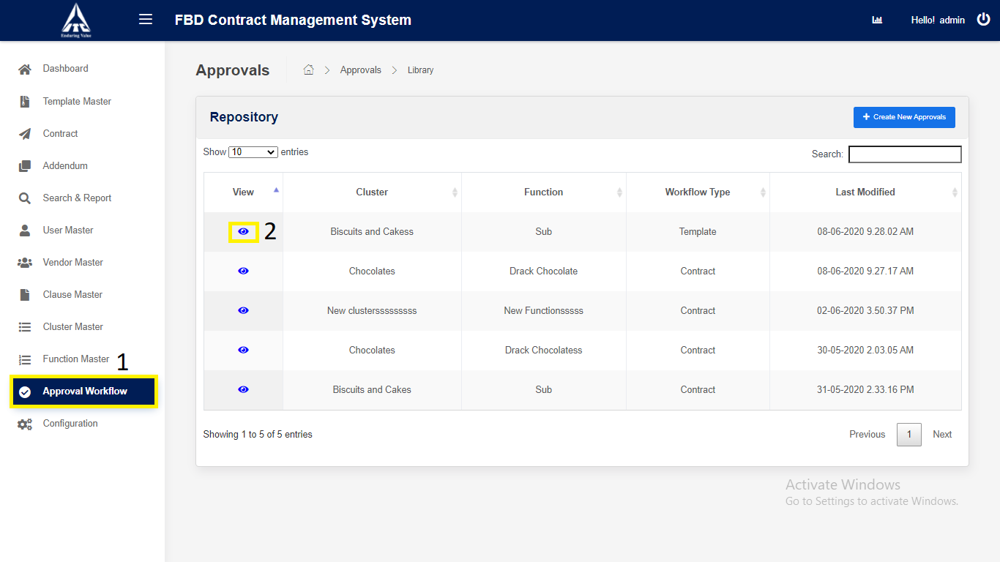 ITC
Enduring Value
FBD Contract Management System
Hello! admin
Dashboard
Template Master
Contract
Addendum
Search & Report
User Master
Vendor Master
Clause Master
Cluster Master
Function Master
1
Approval Workflow
Configuration
Approvals
Approvals
Library
Repository
+ Create New Approvals
Show 10 entries
Search:
View Cluster Function Workflow Type Last Modified
2 Biscuits and Cakess Sub Template 08-06-2020 9.28.02 AM
Chocolates Drack Chocolate Contract 08-06-2020 9.27.17 AM
New clustersssssssss New Functionsssss Contract 02-06-2020 3.50.37 PM
Chocolates Drack Chocolatess Contract 30-05-2020 2.03.05 AM
Biscuits and Cakes Sub Contract 31-05-2020 2.33.16 PM
Showing 1 to 5 of 5 entries
Previous 1 Next
Activate Windows
Go to Settings to activate Windows.